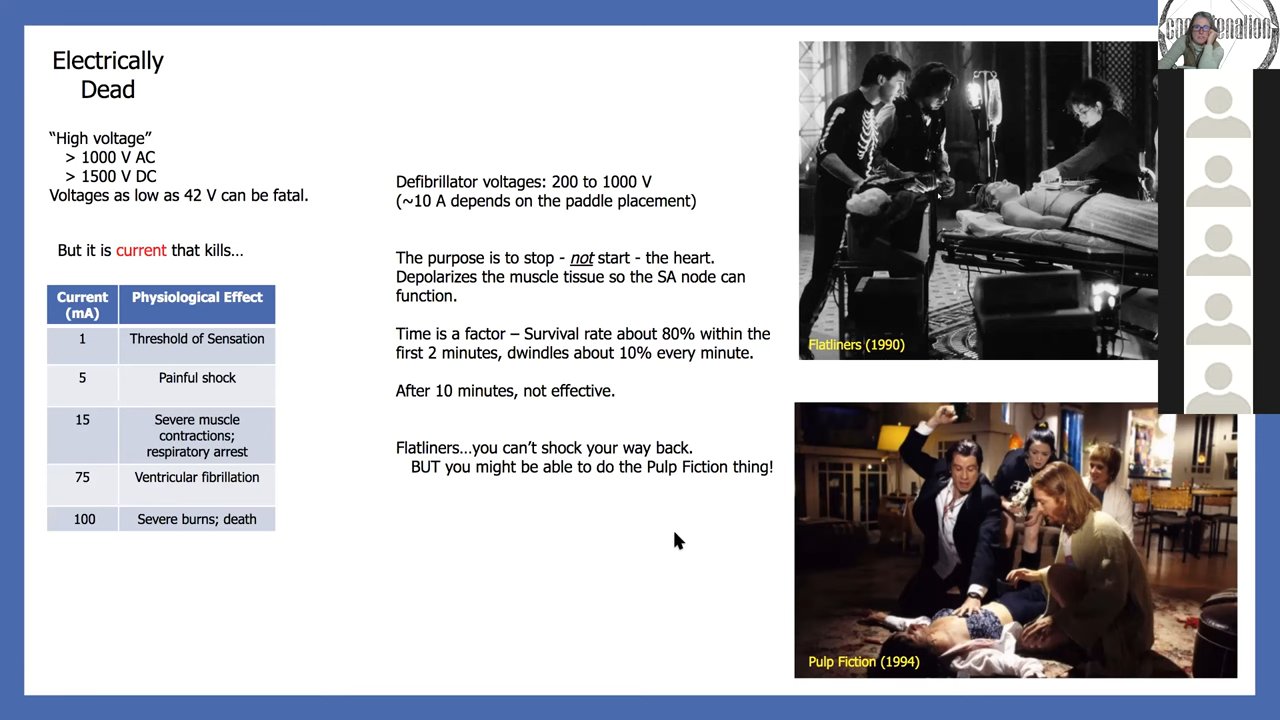 Electrically
Dead
“High voltage”
> 1000 V AC
> 1500 V DC
Voltages as low as 42 V can be fatal.
But it is current that kills…
Current
(mA)
Physiological Effect
1
Threshold of Sensation
5
Painful shock
15
Severe muscle
contractions;
respiratory arrest
75
Ventricular fibrillation
100
Severe burns; death
Defibrillator voltages: 200 to 1000 V
(~10 A depends on the paddle placement)
The purpose is to stop - not start - the heart.
Depolarizes the muscle tissue so the SA node can
function.
Time is a factor – Survival rate about 80% within the
first 2 minutes, dwindles about 10% every minute.
After 10 minutes, not effective.
Flatliners…you can’t shock your way back.
BUT you might be able to do the Pulp Fiction thing!
Flatliners (1990)
Pulp Fiction (1994)